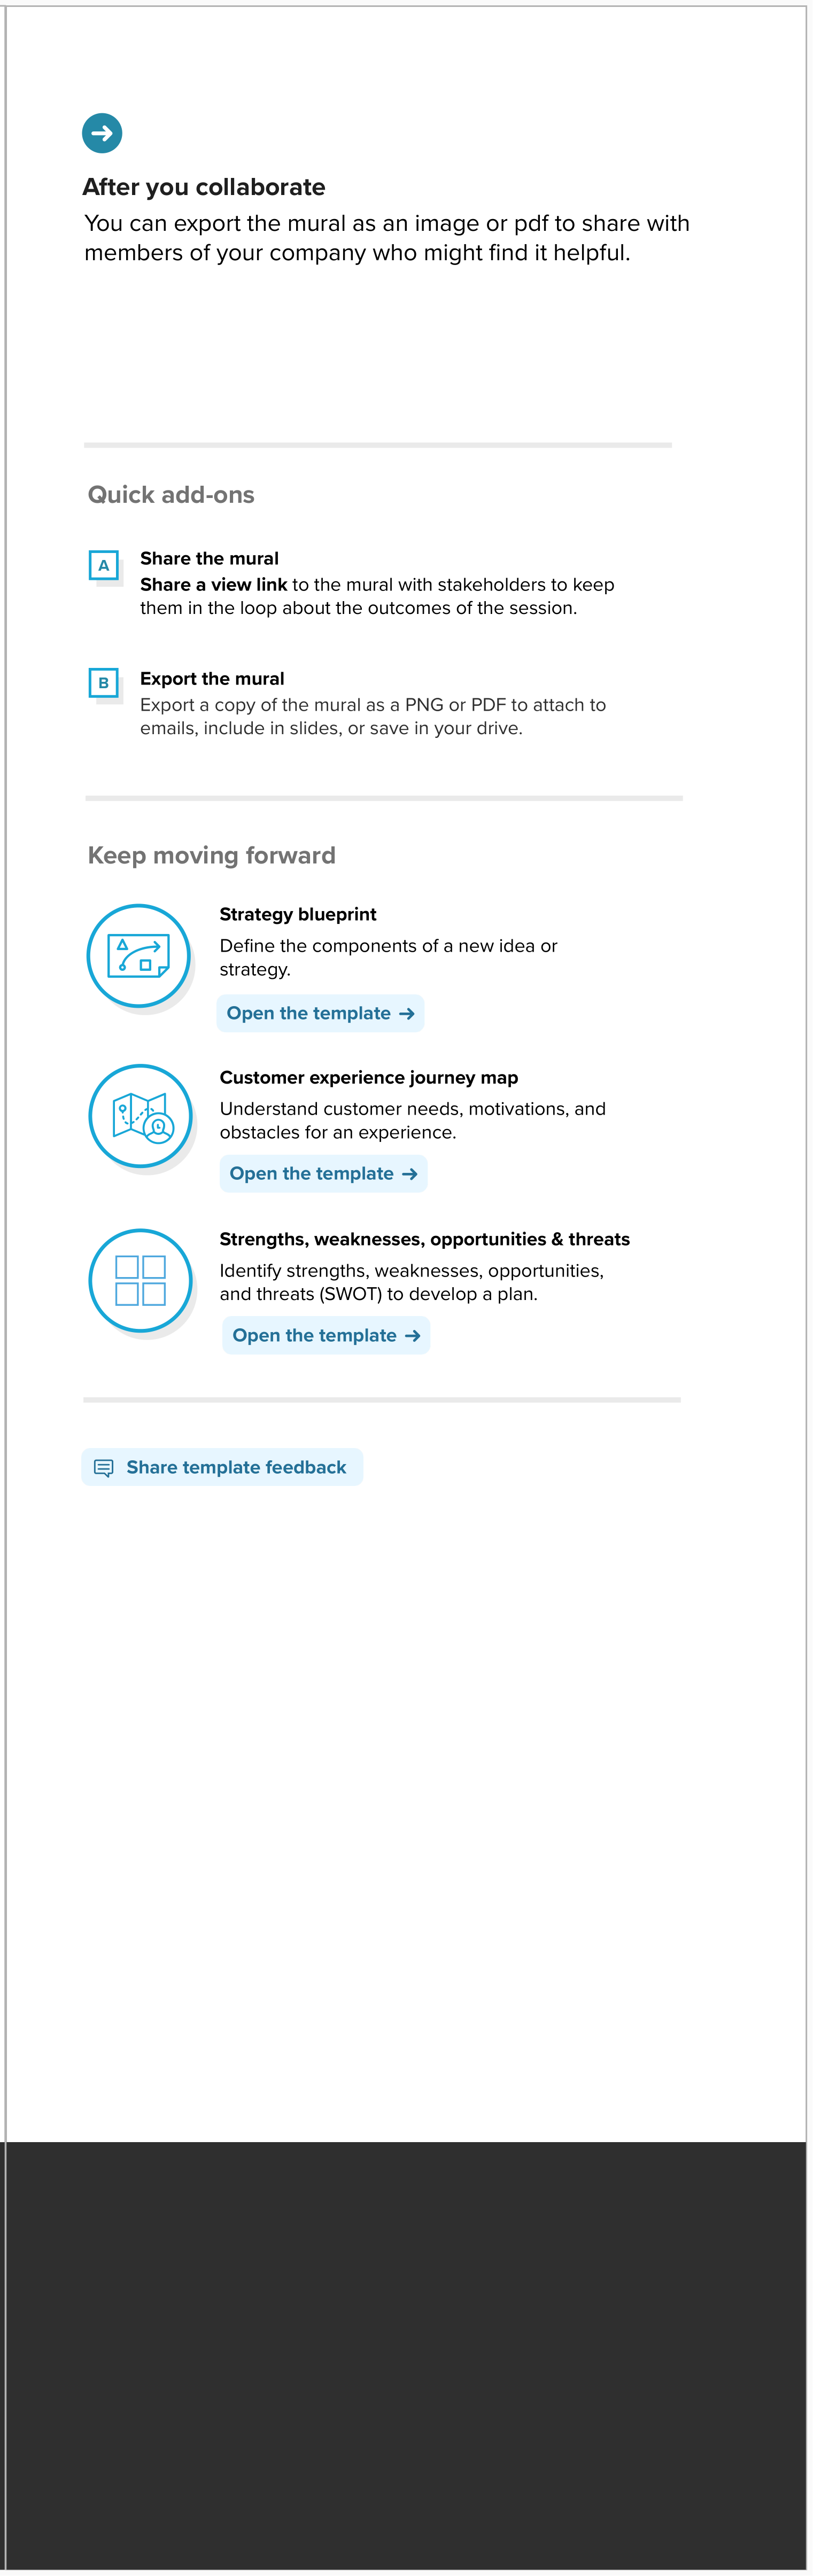 After you collaborate
You can export the mural as an image or pdf to share with
members of your company who might find it helpful.
Quick add-ons
A
Share the mural
Share a view link to the mural with stakeholders to keep
them in the loop about the outcomes of the session.
B
Export the mural
Export a copy of the mural as a PNG or PDF to attach to
emails, include in slides, or save in your drive.
Keep moving forward
Strategy blueprint
Define the components of a new idea or
strategy.
Open the template →
Customer experience journey map
Understand customer needs, motivations, and
obstacles for an experience.
Open the template →
Strengths, weaknesses, opportunities & threats
Identify strengths, weaknesses, opportunities,
and threats (SWOT) to develop a plan.
Open the template →
Share template feedback